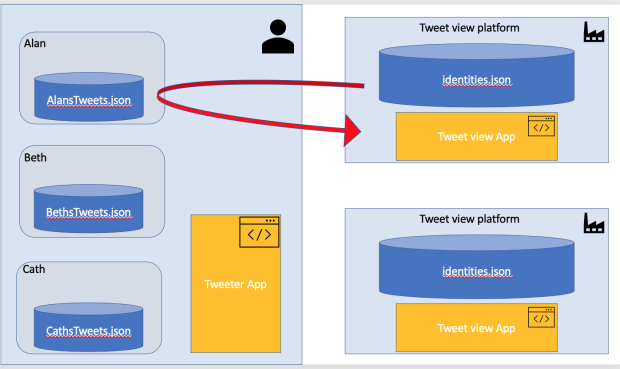 Alan
AlansTweets.json
Beth
BethsTweets.json
Cath
CathsTweets.json
</>
Tweeter App
Tweet view platform
identities.json
</>
Tweet view App
Tweet view platform
identities.json
</>
Tweet view App